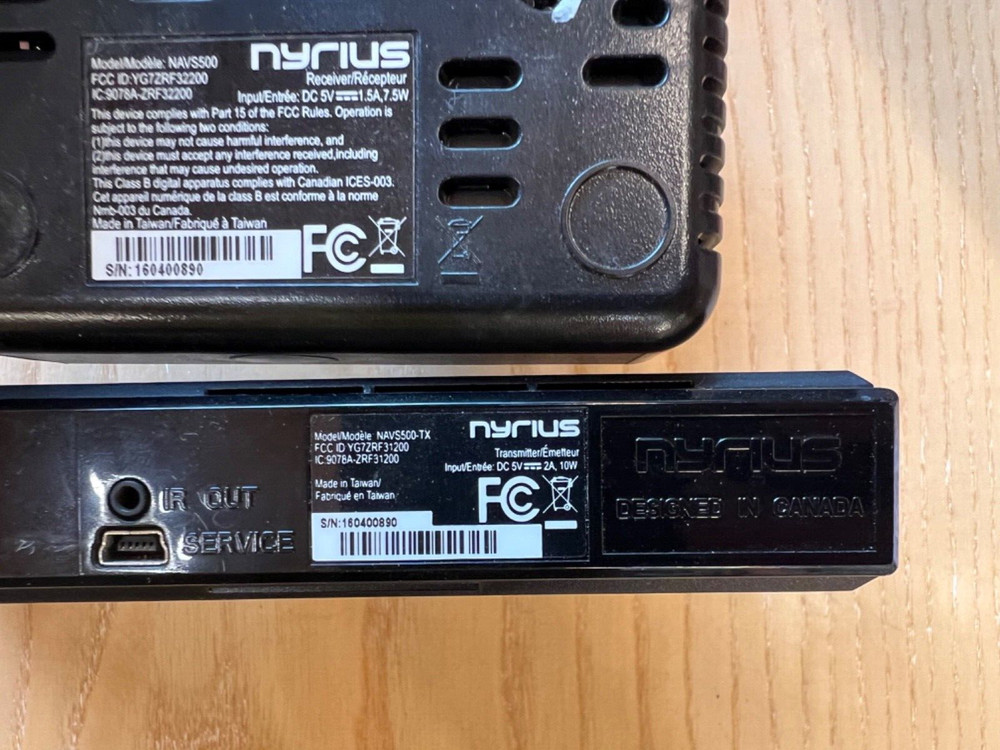 nyrius
Model/Modèle: NAVS500
FCC ID:YG7ZRF32200
Receiver/Récepteur
IC:9078A-ZRF32200
Input/Entrée: DC 5V⎓1.5A,7.5W
This device complies with Part 15 of the FCC Rules. Operation is
subject to the following two conditions:
(1)this device may not cause harmful interference, and
(2)this device must accept any interference received,including
interference that may cause undesired operation.
This Class B digital apparatus complies with Canadian ICES-003.
Cet appareil numérique de la class B est conforme à la norme
Nmb-003 du Canada.
Made in Taiwan/Fabriqué à Taiwan
FC
S/N:160400890
nyrius
Model/Modèle NAVS500-TX
FCC ID YG7ZRF31200
IC:9078A-ZRF31200
Transmitter/Émetteur
Input/Entrée: DC 5V⎓2A, 10W
Made in Taiwan/
Fabriqué en Taiwan
FC
S/N:160400890
IR OUT
SERVICE
nyrius
DESIGNED IN CANADA